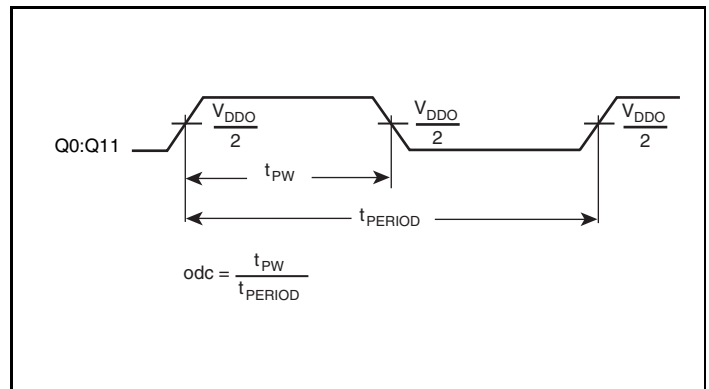 V_DDO V_DDO V_DDO
2 2 2
Q0:Q11
t_PW
t_PERIOD
odc = t_PW
t_PERIOD